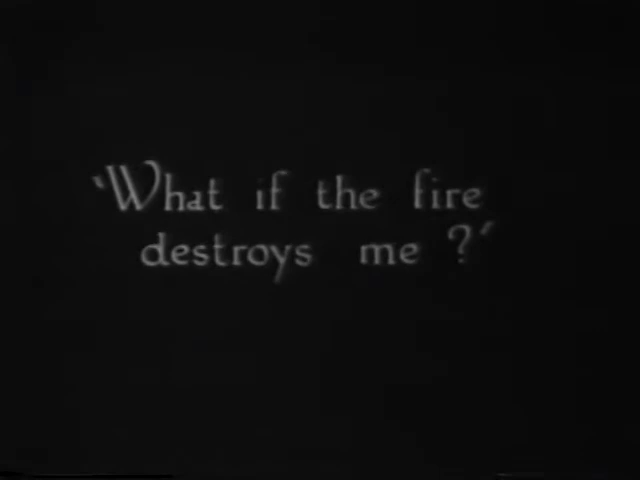 ‘What if the fire
destroys me?’